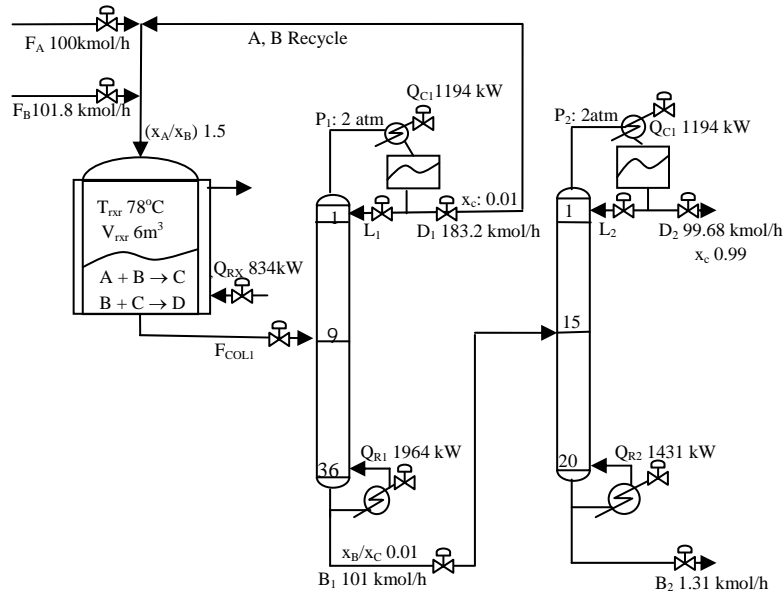 F_A 100kmol/h
A, B Recycle
F_B101.8 kmol/h
(x_A/x_B) 1.5
Q_C1 1194 kW
P_1: 2 atm
P_2: 2atm
Q_C1 1194 kW
x_c: 0.01
1
L_1
D_1 183.2 kmol/h
1
L_2
D_2 99.68 kmol/h
x_c 0.99
T_rxr 78°C
V_rxr 6m³
A + B → C
B + C → D
Q_RX 834kW
F_COL1
9
15
36
Q_R1 1964 kW
20
Q_R2 1431 kW
x_B/x_C 0.01
B_1 101 kmol/h
B_2 1.31 kmol/h